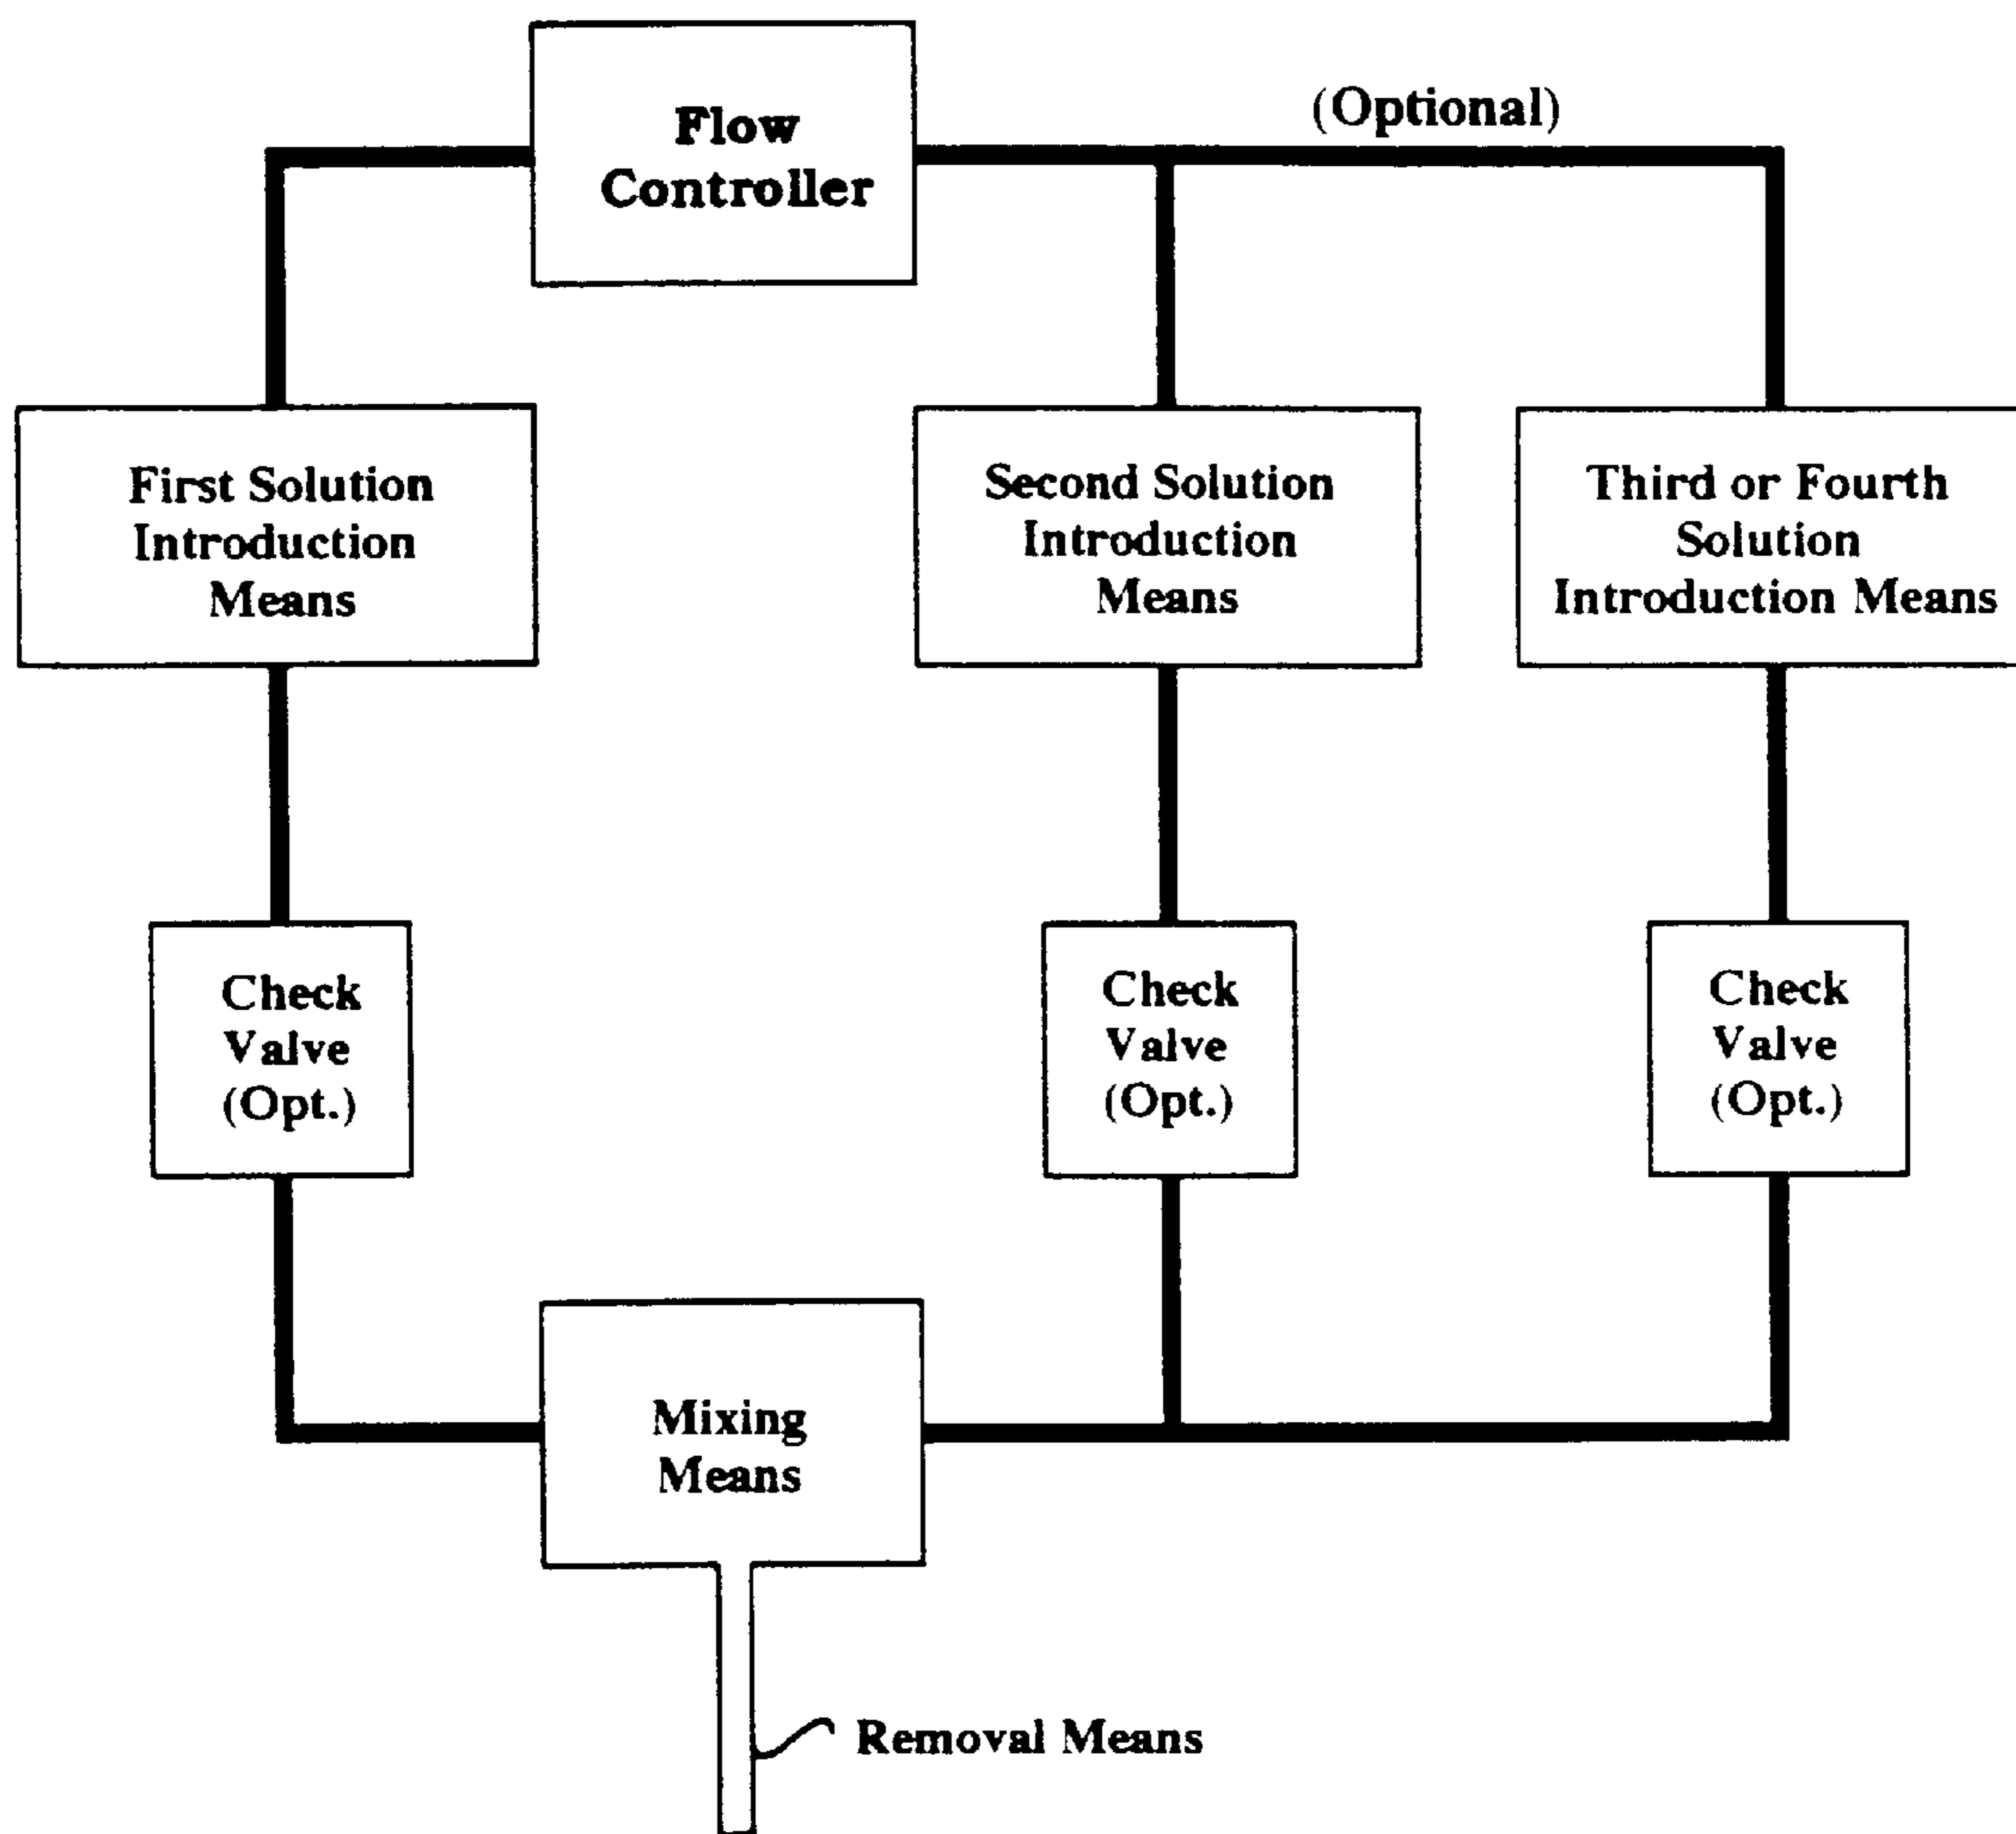 Flow
Controller
(Optional)
First Solution
Introduction
Means
Second Solution
Introduction
Means
Third or Fourth
Solution
Introduction Means
Check
Valve
(Opt.)
Check
Valve
(Opt.)
Check
Valve
(Opt.)
Mixing
Means
Removal Means